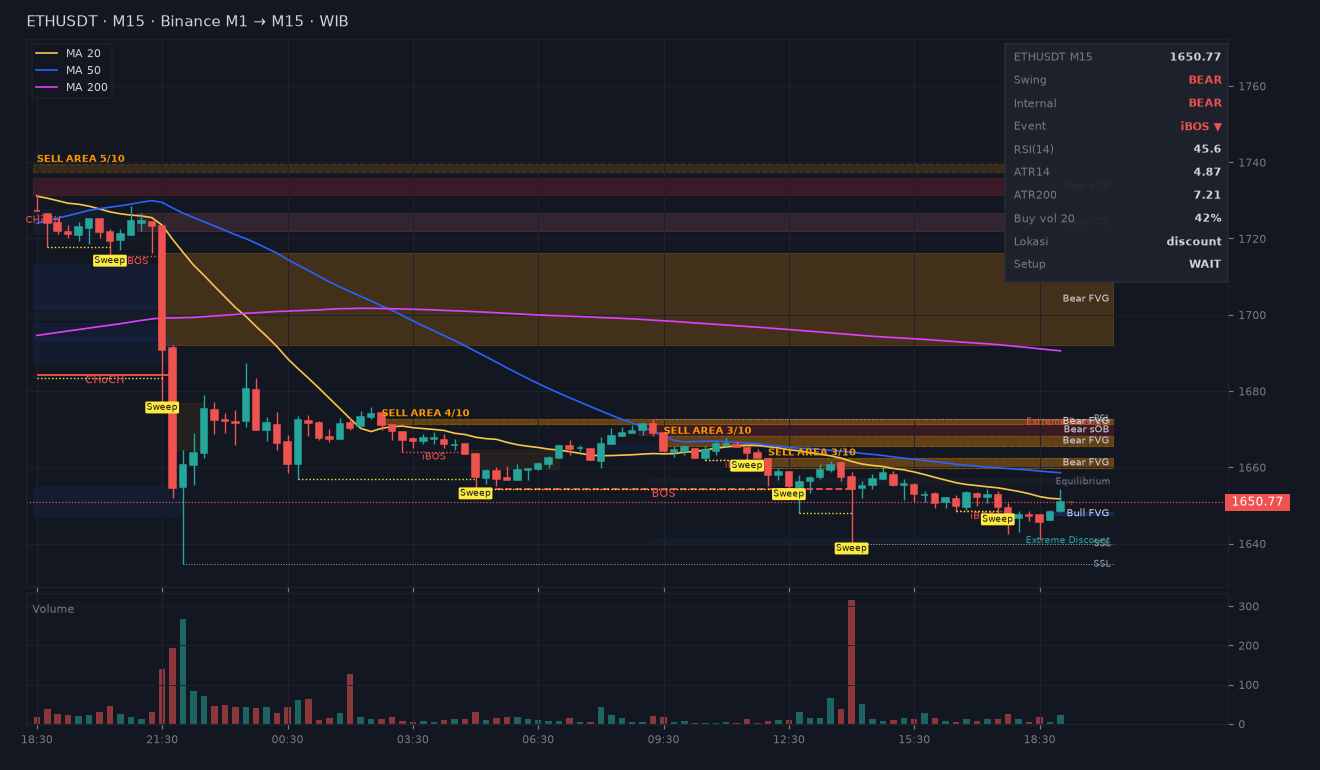 ETHUSDT · M15 · Binance M1 → M15 · WIB
MA 20
MA 50
MA 200
ETHUSDT M15 1650.77
Swing BEAR
Internal BEAR
Event iBOS ▼
RSI(14) 45.6
ATR14 4.87
ATR200 7.21
Buy vol 20 42%
Lokasi discount
Setup WAIT
1760
1740
1720
1700
1680
1660
1640
1650.77
SELL AREA 5/10
Sweep
BOS
Bear FVG
CHoCH
Sweep
SELL AREA 4/10
Bear FVG
SELL AREA 3/10
Bear sOB
Bear FVG
iBOS
SELL AREA 3/10
Sweep
Bear FVG
Equilibrium
Sweep
BOS
Sweep
Bull FVG
Sweep
Extreme Discount
SSL
Sweep
SSL
Volume
300
200
100
0
18:30 21:30 00:30 03:30 06:30 09:30 12:30 15:30 18:30